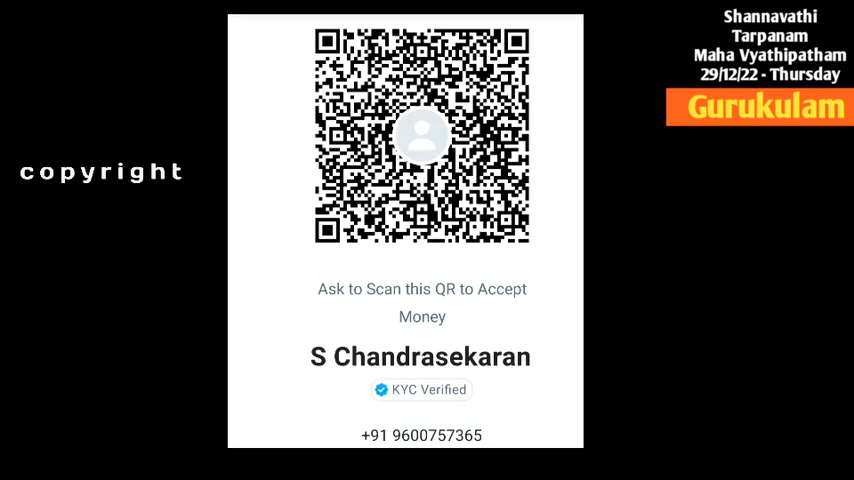 Shannavathi
Tarpanam
Maha Vyathipatham
29/12/22 - Thursday
Gurukulam
copyright
Ask to Scan this QR to Accept
Money
S Chandrasekaran
KYC Verified
+91 9600757365